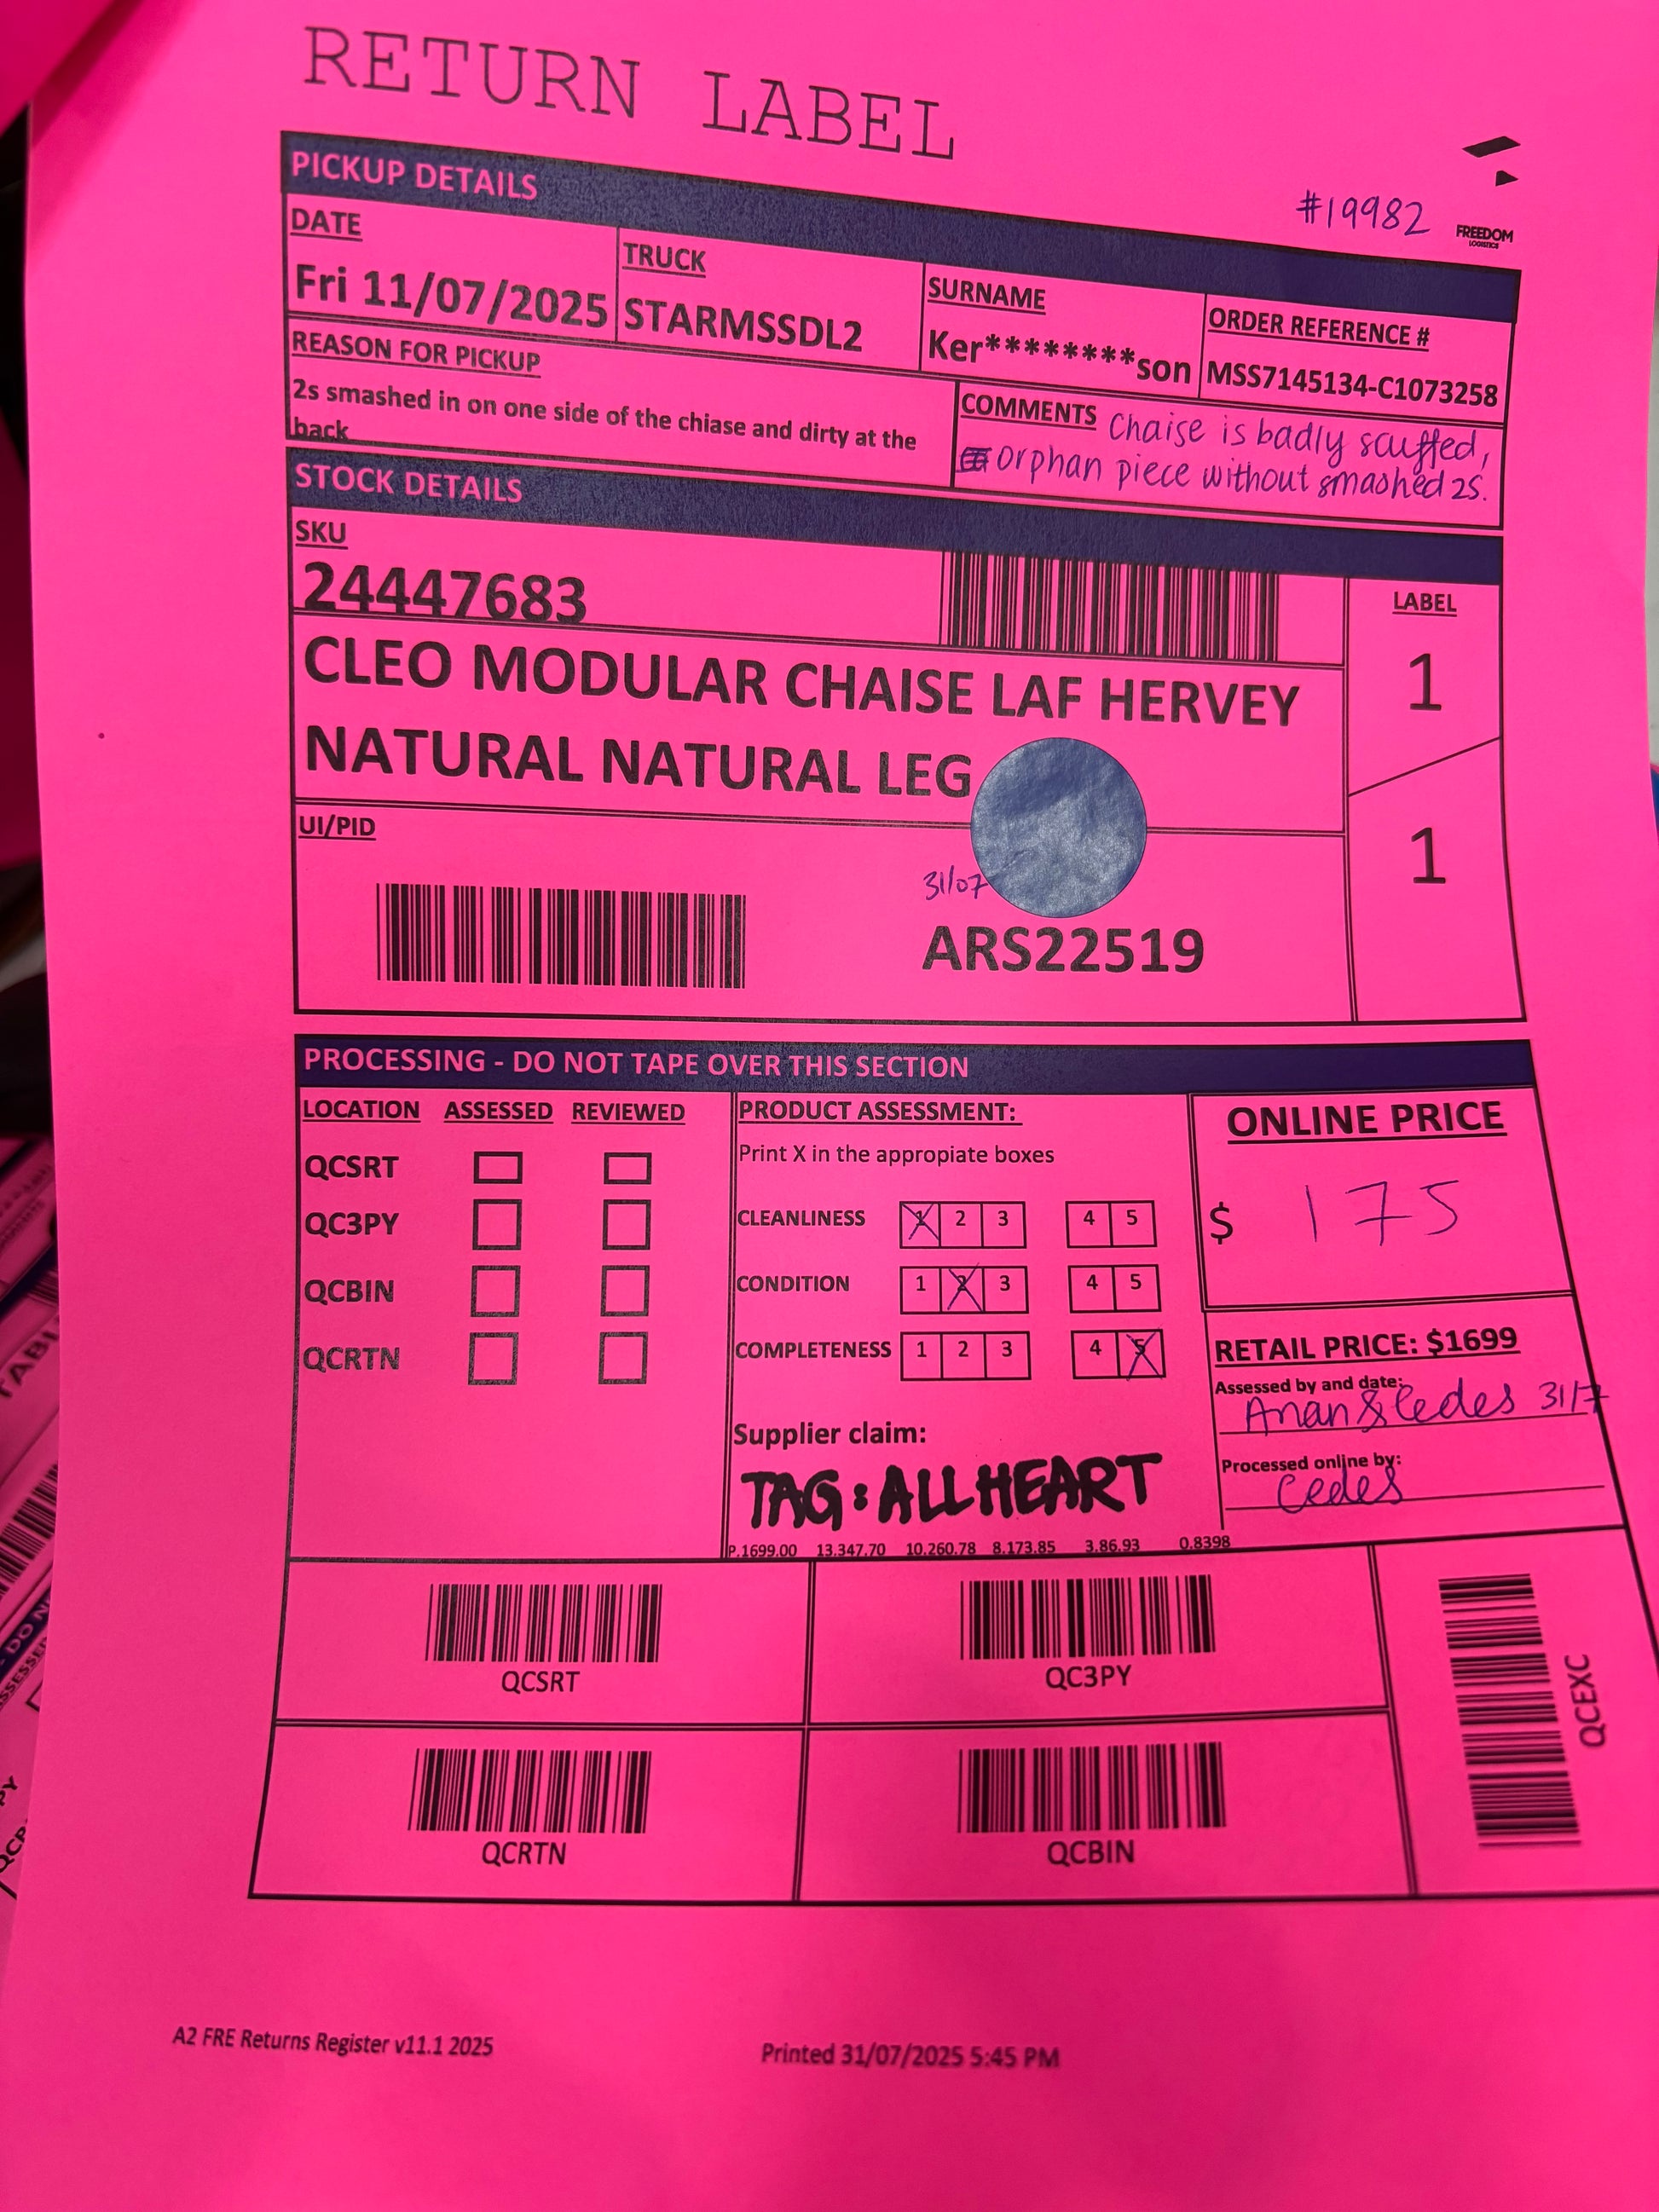 RETURN LABEL
#19982
FREEDOM
LOGISTICS
PICKUP DETAILS
DATE
Fri 11/07/2025
TRUCK
STARMSSDL2
SURNAME
Ker********son
ORDER REFERENCE #
MSS7145134-C1073258
REASON FOR PICKUP
2s smashed in on one side of the chiase and dirty at the
back
COMMENTS Chaise is badly scuffed,
orphan piece without smashed 2s.
STOCK DETAILS
SKU
24447683
LABEL
1
1
CLEO MODULAR CHAISE LAF HERVEY
NATURAL NATURAL LEG
UI/PID
31/07
ARS22519
PROCESSING - DO NOT TAPE OVER THIS SECTION
LOCATION ASSESSED REVIEWED
QCSRT
QC3PY
QCBIN
QCRTN
PRODUCT ASSESSMENT:
Print X in the appropiate boxes
CLEANLINESS 1 2 3 4 5
CONDITION 1 2 3 4 5
COMPLETENESS 1 2 3 4 5
Supplier claim:
TAG: ALLHEART
P.1699.00 13.347.70 10.260.78 8.173.85 3.86.93 0.8398
ONLINE PRICE
$ 175
RETAIL PRICE: $1699
Assessed by and date:
Anan & Cedes 31/7
Processed online by:
Cedes
QCSRT
QC3PY
QCEXC
QCRTN
QCBIN
A2 FRE Returns Register v11.1 2025
Printed 31/07/2025 5:45 PM